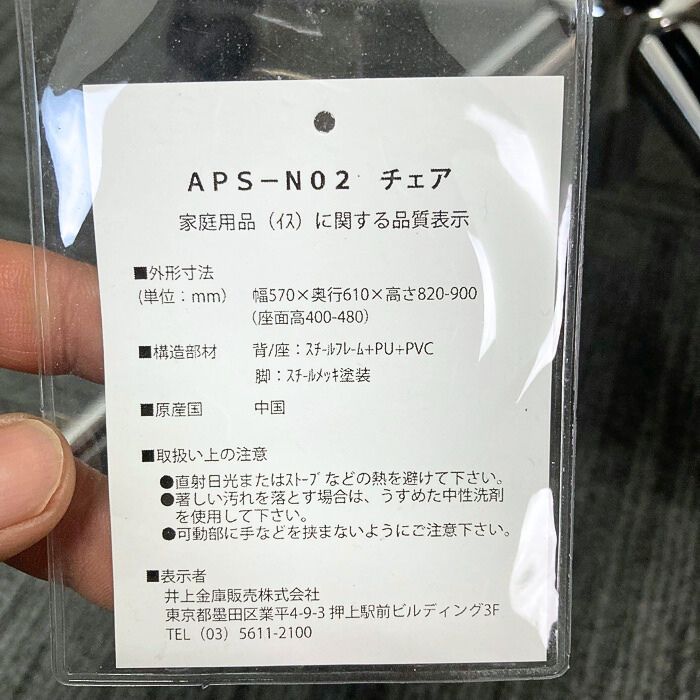 APS-N02 チェア
家庭用品（ｲｽ）に関する品質表示
■外形寸法
(単位：mm) 幅570×奥行610×高さ820-900
（座面高400-480）
■構造部材 背/座：ｽﾁｰﾙﾌﾚｰﾑ+PU+PVC
脚：ｽﾁｰﾙﾒｯｷ塗装
■原産国 中国
■取扱い上の注意
●直射日光またはｽﾄｰﾌﾞなどの熱を避けて下さい。
●著しい汚れを落とす場合は、うすめた中性洗剤
を使用して下さい。
●可動部に手などを挟まないようにご注意下さい。
■表示者
井上金庫販売株式会社
東京都墨田区業平4-9-3 押上駅前ビルディング3F
TEL（03）5611-2100